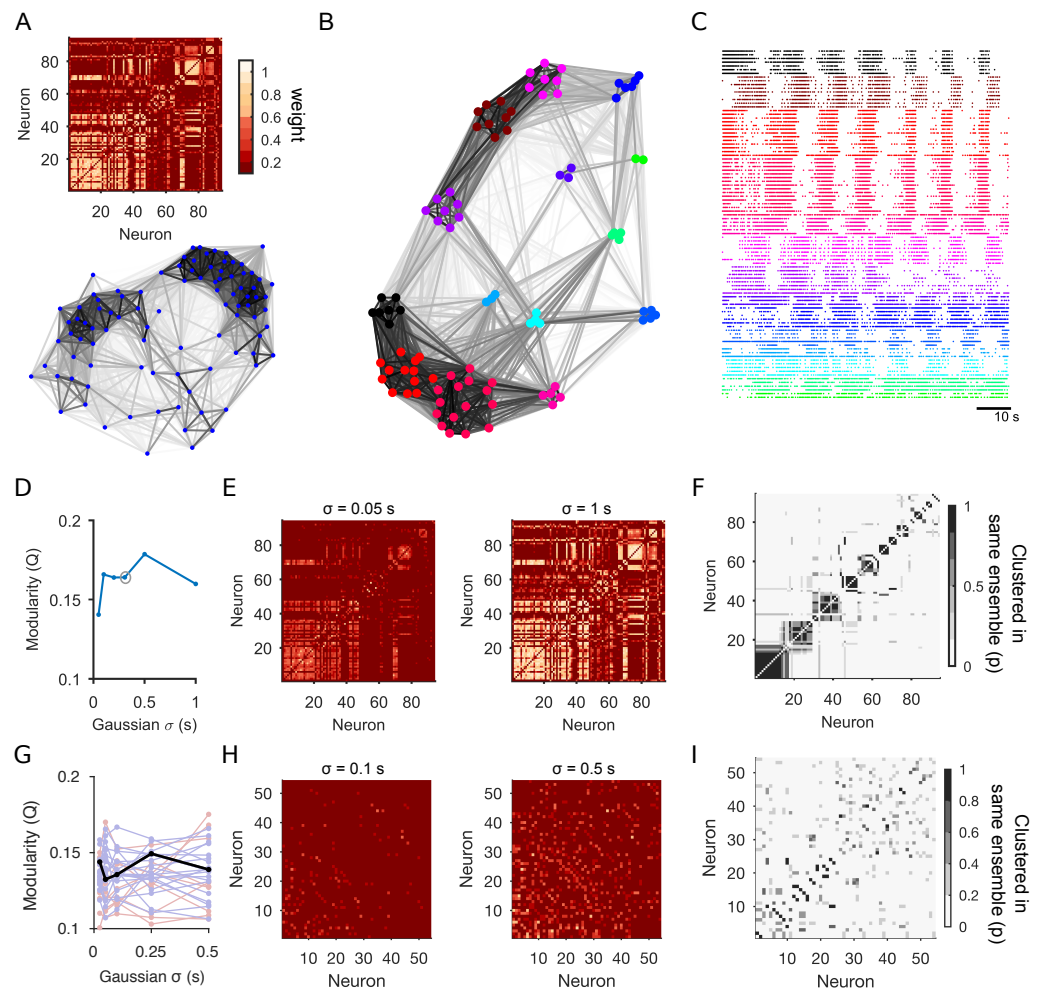 A
B
C
80
60
40
20
Neuron
20 40 60 80
Neuron
1
0.8
0.6
0.4
0.2
weight
10 s
D
E
F
0.2
0.15
0.1
Modularity (Q)
0 0.5 1
Gaussian σ (s)
σ = 0.05 s
80
60
40
20
Neuron
20 40 60 80
Neuron
σ = 1 s
80
60
40
20
Neuron
20 40 60 80
Neuron
80
60
40
20
Neuron
20 40 60 80
Neuron
1
0.5
0
Clustered in
same ensemble (p)
G
H
I
0.2
0.15
0.1
Modularity (Q)
0 0.25 0.5
Gaussian σ (s)
σ = 0.1 s
50
40
30
20
10
Neuron
10 20 30 40 50
Neuron
σ = 0.5 s
50
40
30
20
10
Neuron
10 20 30 40 50
Neuron
50
40
30
20
10
Neuron
10 20 30 40 50
Neuron
1
0.8
0.6
0.4
0.2
0
Clustered in
same ensemble (p)